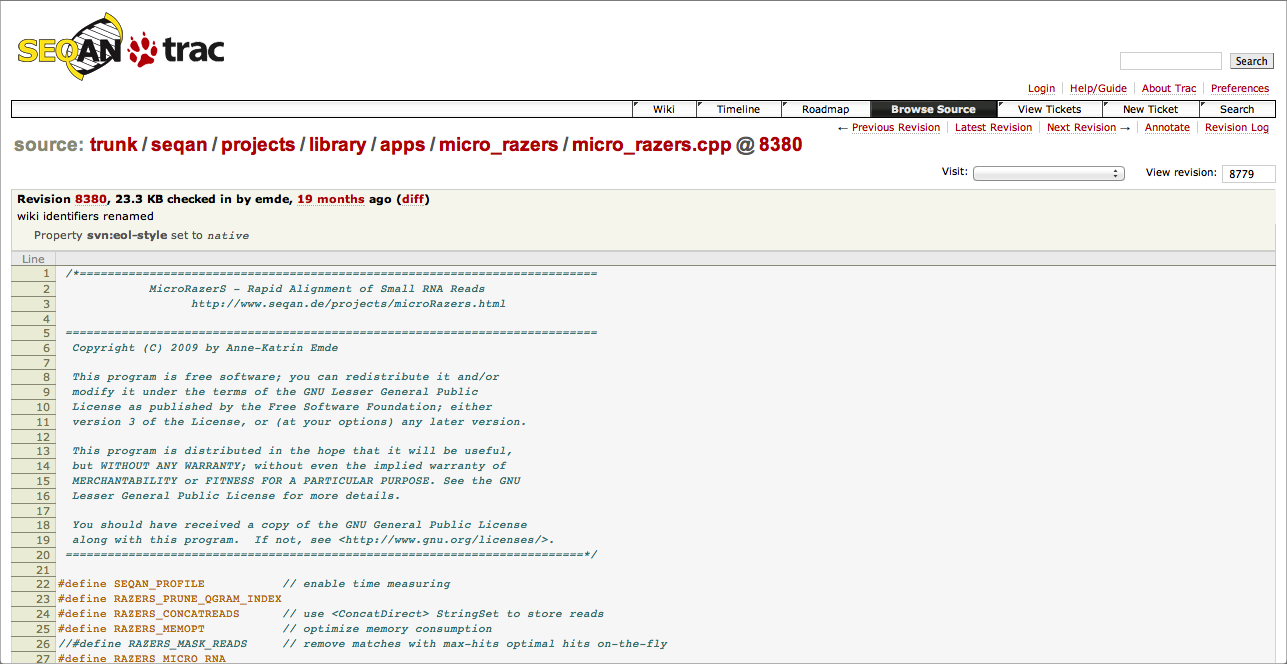 SEQAN trac
Search
Login Help/Guide About Trac Preferences
Wiki Timeline Roadmap Browse Source View Tickets New Ticket Search
← Previous Revision Latest Revision Next Revision → Annotate Revision Log
source: trunk / seqan / projects / library / apps / micro_razers / micro_razers.cpp @ 8380
Visit: View revision: 8779
Revision 8380, 23.3 KB checked in by emde, 19 months ago (diff)
wiki identifiers renamed
Property svn:eol-style set to native
Line
1 /*==========================================================================
2 MicroRazerS - Rapid Alignment of Small RNA Reads
3 http://www.seqan.de/projects/microRazers.html
4
5 ============================================================================
6 Copyright (C) 2009 by Anne-Katrin Emde
7
8 This program is free software; you can redistribute it and/or
9 modify it under the terms of the GNU Lesser General Public
10 License as published by the Free Software Foundation; either
11 version 3 of the License, or (at your options) any later version.
12
13 This program is distributed in the hope that it will be useful,
14 but WITHOUT ANY WARRANTY; without even the implied warranty of
15 MERCHANTABILITY or FITNESS FOR A PARTICULAR PURPOSE. See the GNU
16 Lesser General Public License for more details.
17
18 You should have received a copy of the GNU General Public License
19 along with this program. If not, see <http://www.gnu.org/licenses/>.
20 ==========================================================================*/
21
22 #define SEQAN_PROFILE // enable time measuring
23 #define RAZERS_PRUNE_QGRAM_INDEX
24 #define RAZERS_CONCATREADS // use <ConcatDirect> StringSet to store reads
25 #define RAZERS_MEMOPT // optimize memory consumption
26 //#define RAZERS_MASK_READS // remove matches with max-hits optimal hits on-the-fly
27 #define RAZERS_MICRO_RNA